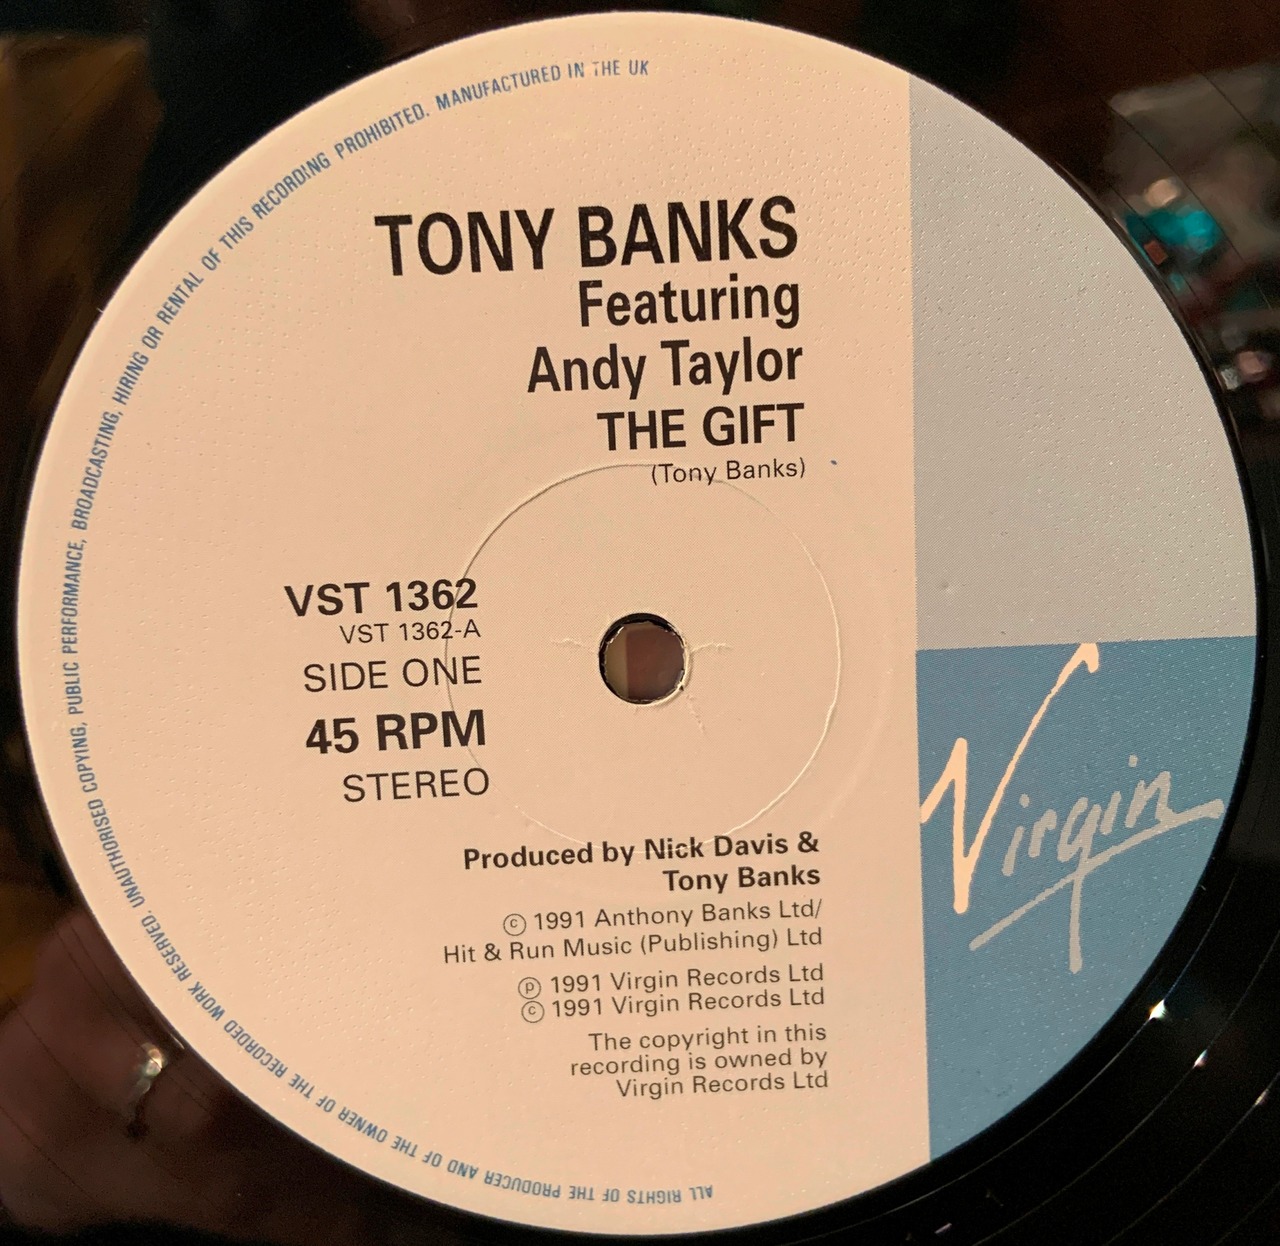 TONY BANKS
Featuring
Andy Taylor
THE GIFT
(Tony Banks)
VST 1362
VST 1362-A
SIDE ONE
45 RPM
STEREO
Produced by Nick Davis &
Tony Banks
© 1991 Anthony Banks Ltd/
Hit & Run Music (Publishing) Ltd
℗ 1991 Virgin Records Ltd
© 1991 Virgin Records Ltd
The copyright in this
recording is owned by
Virgin Records Ltd
Virgin
ALL RIGHTS OF THE PRODUCER AND OF THE OWNER OF THE RECORDED WORK RESERVED. UNAUTHORISED COPYING, PUBLIC PERFORMANCE, BROADCASTING, HIRING OR RENTAL OF THIS RECORDING PROHIBITED. MANUFACTURED IN THE UK